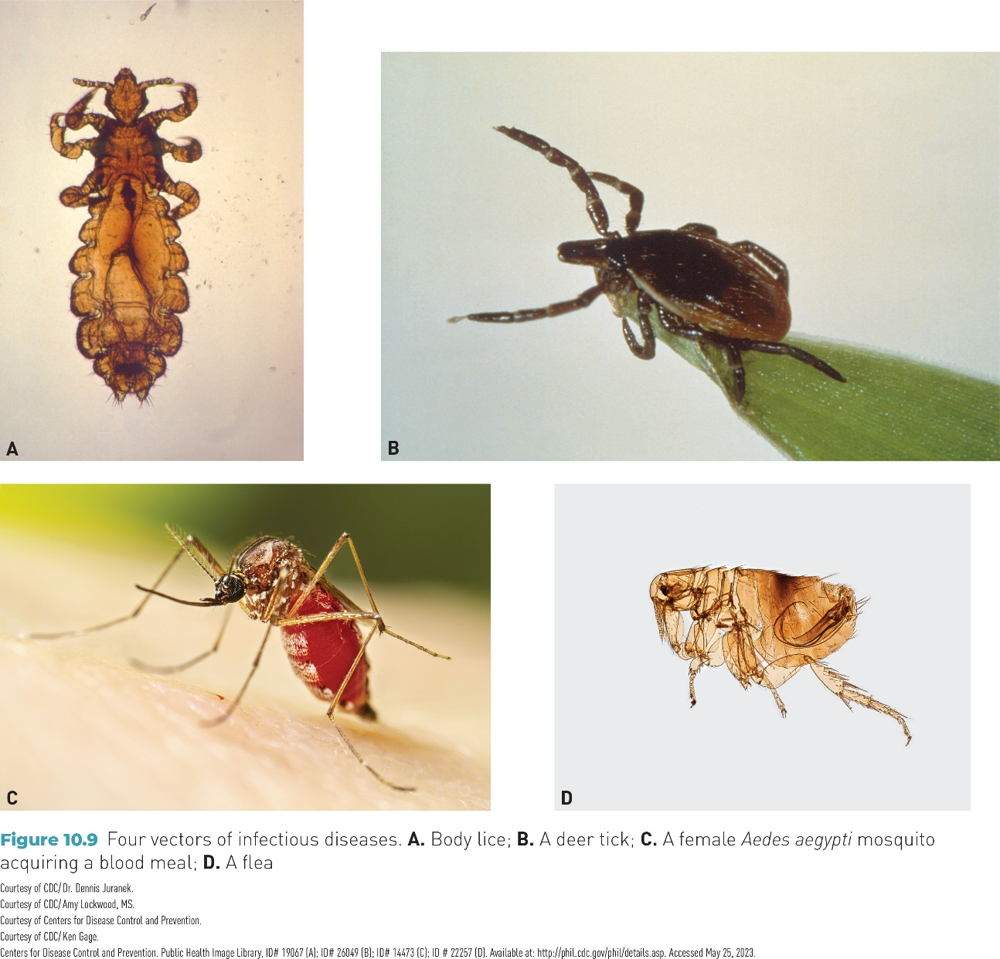 A
B
C
D
Figure 10.9 Four vectors of infectious diseases. A. Body lice; B. A deer tick; C. A female Aedes aegypti mosquito
acquiring a blood meal; D. A flea
Courtesy of CDC/Dr. Dennis Juranek.
Courtesy of CDC/Amy Lockwood, MS.
Courtesy of Centers for Disease Control and Prevention.
Courtesy of CDC/Ken Gage.
Centers for Disease Control and Prevention. Public Health Image Library, ID# 19067 (A); ID# 26049 (B); ID# 14473 (C); ID # 22257 (D). Available at: http://phil.cdc.gov/phil/details.asp. Accessed May 25, 2023.